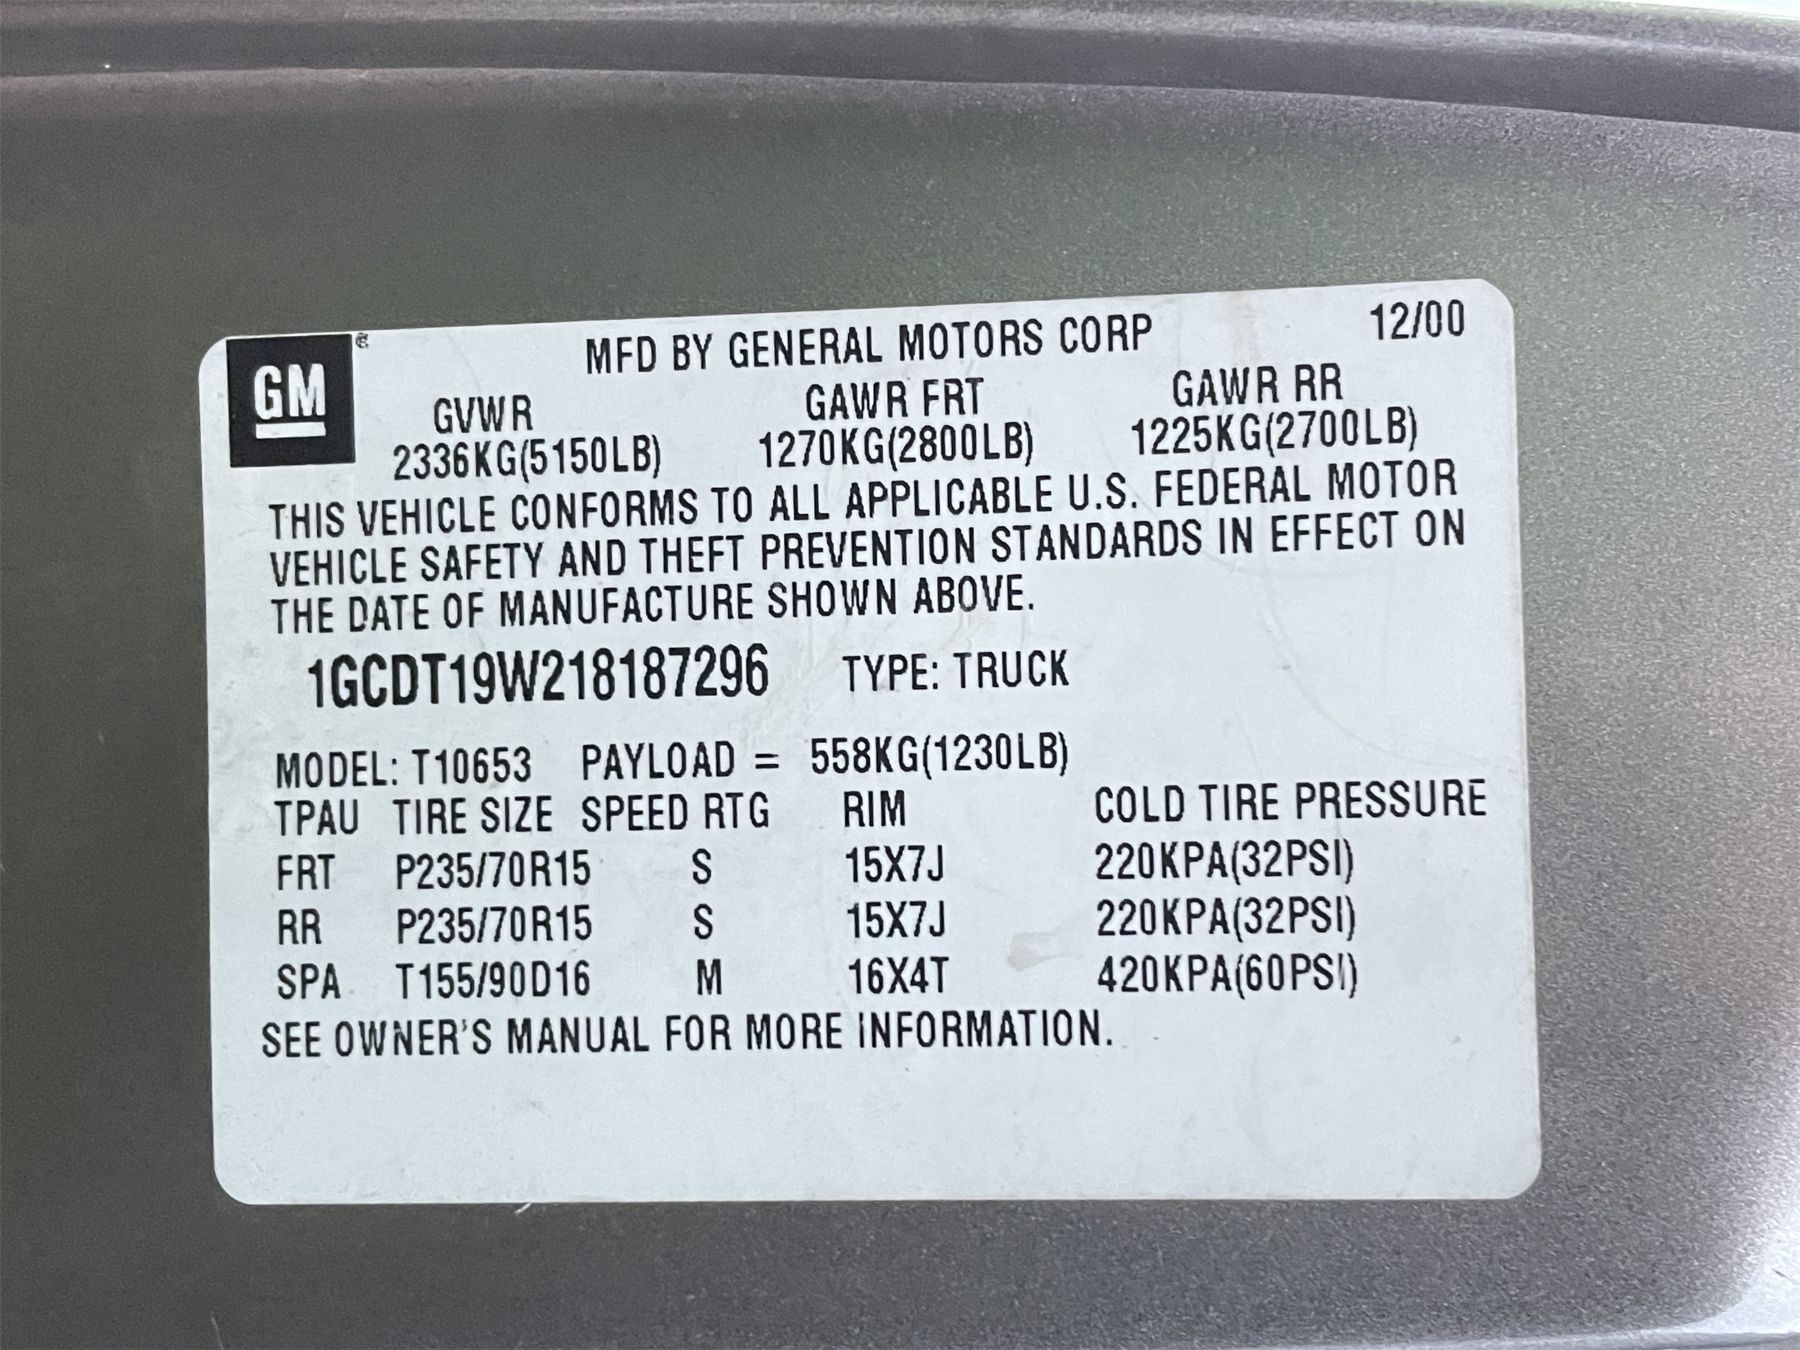 GM
MFD BY GENERAL MOTORS CORP 12/00
GVWR GAWR FRT GAWR RR
2336KG(5150LB) 1270KG(2800LB) 1225KG(2700LB)
THIS VEHICLE CONFORMS TO ALL APPLICABLE U.S. FEDERAL MOTOR
VEHICLE SAFETY AND THEFT PREVENTION STANDARDS IN EFFECT ON
THE DATE OF MANUFACTURE SHOWN ABOVE.
1GCDT19W218187296 TYPE: TRUCK
MODEL: T10653 PAYLOAD = 558KG(1230LB)
TPAU TIRE SIZE SPEED RTG RIM COLD TIRE PRESSURE
FRT P235/70R15 S 15X7J 220KPA(32PSI)
RR P235/70R15 S 15X7J 220KPA(32PSI)
SPA T155/90D16 M 16X4T 420KPA(60PSI)
SEE OWNER'S MANUAL FOR MORE INFORMATION.